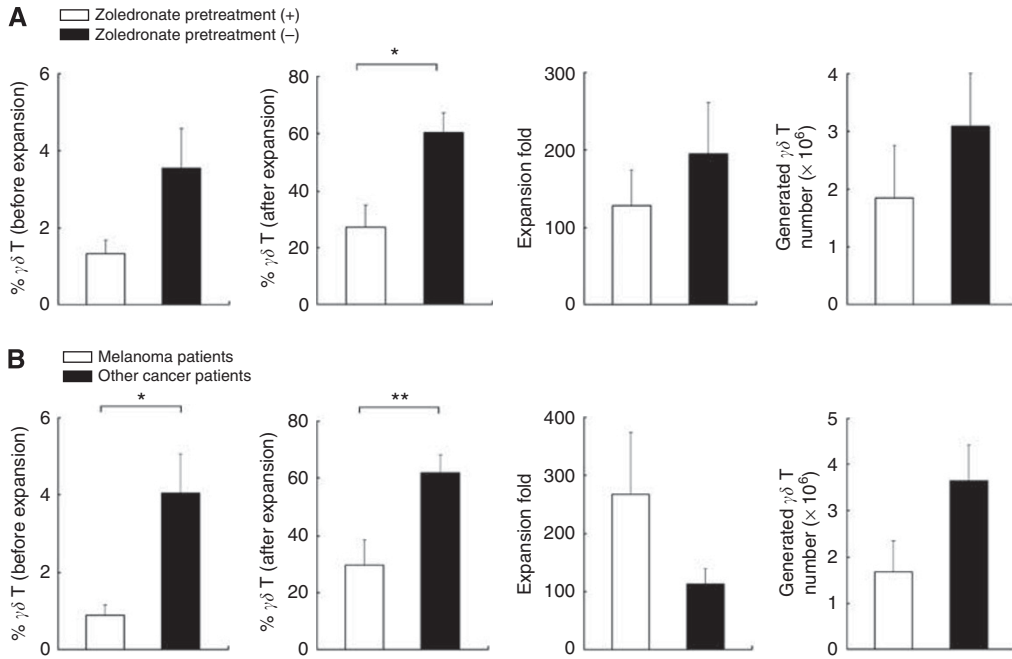 A
Zoledronate pretreatment (+)
Zoledronate pretreatment (–)
% γδ T (before expansion)
6
4
2
0
% γδ T (after expansion)
80
60
40
20
0
*
Expansion fold
300
200
100
0
Generated γδ T
number (× 10⁶)
4
3
2
1
0
B
Melanoma patients
Other cancer patients
% γδ T (before expansion)
6
4
2
0
*
% γδ T (after expansion)
80
60
40
20
0
**
Expansion fold
400
300
200
100
0
Generated γδ T
number (× 10⁶)
5
4
3
2
1
0